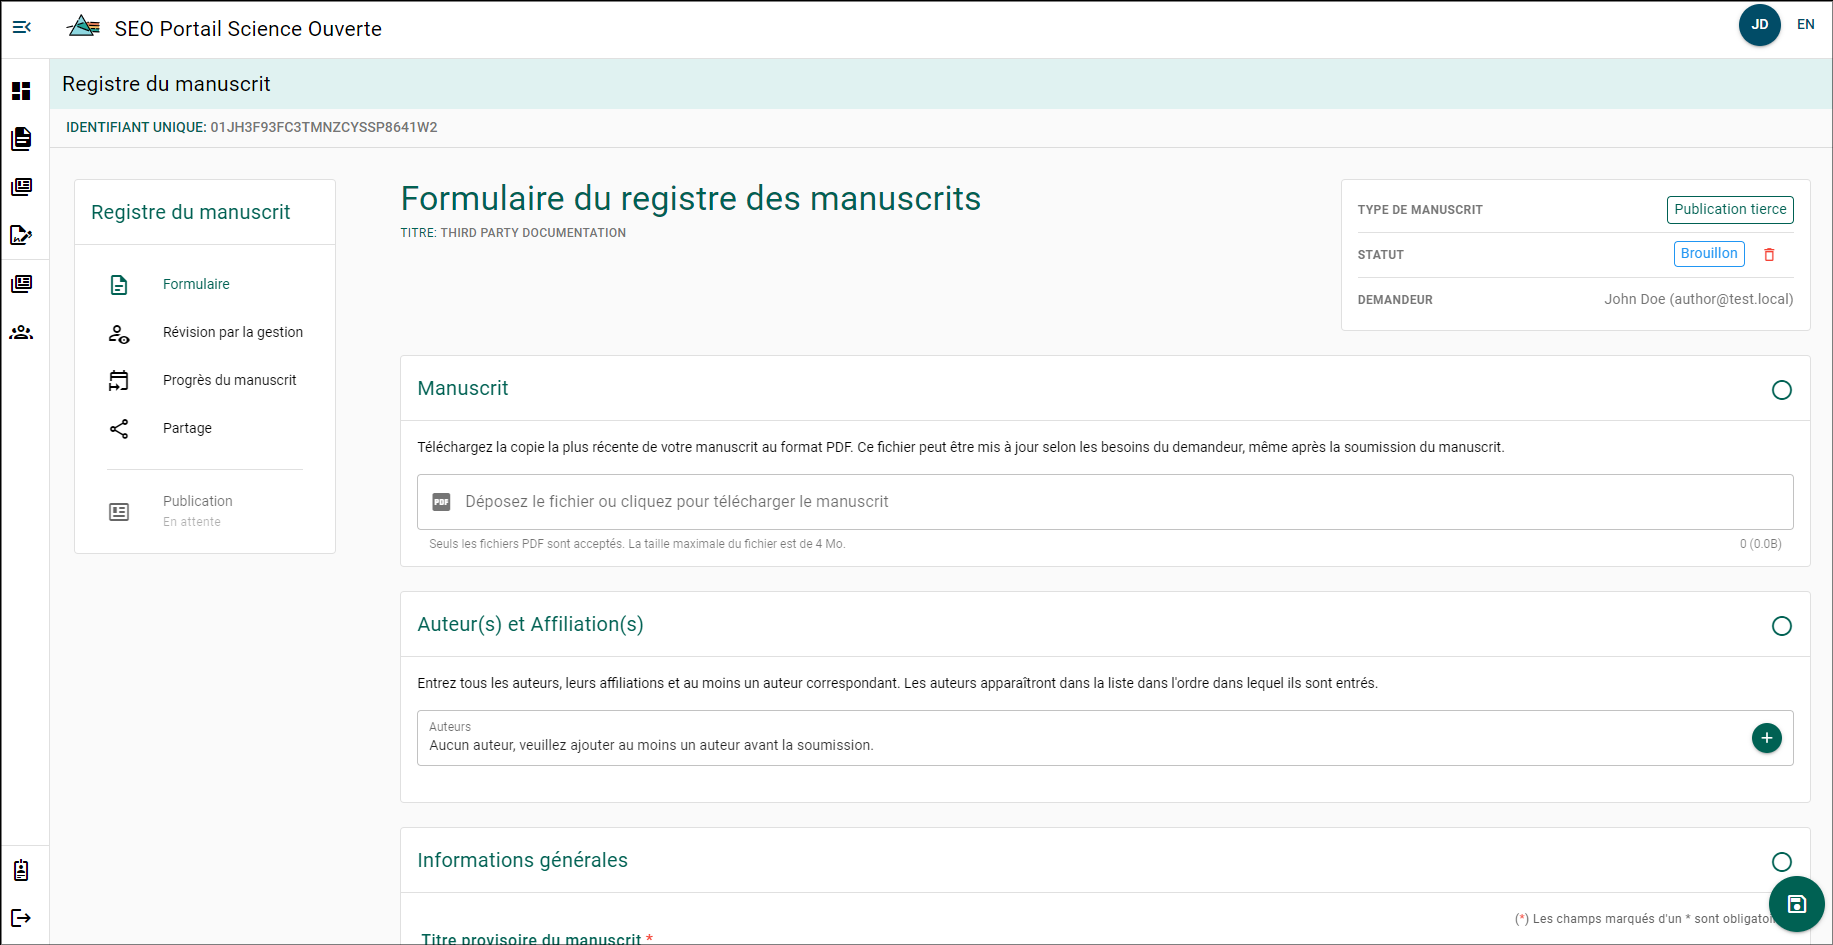 SEO Portail Science Ouverte
JD
EN
Registre du manuscrit
IDENTIFIANT UNIQUE: 01JH3F93FC3TMNZCYSSP8641W2
Registre du manuscrit
Formulaire
Révision par la gestion
Progrès du manuscrit
Partage
Publication
En attente
Formulaire du registre des manuscrits
TITRE: THIRD PARTY DOCUMENTATION
TYPE DE MANUSCRIT
Publication tierce
STATUT
Brouillon
DEMANDEUR
John Doe (author@test.local)
Manuscrit
Téléchargez la copie la plus récente de votre manuscrit au format PDF. Ce fichier peut être mis à jour selon les besoins du demandeur, même après la soumission du manuscrit.
PDF
Déposez le fichier ou cliquez pour télécharger le manuscrit
Seuls les fichiers PDF sont acceptés. La taille maximale du fichier est de 4 Mo.
0 (0.0B)
Auteur(s) et Affiliation(s)
Entrez tous les auteurs, leurs affiliations et au moins un auteur correspondant. Les auteurs apparaîtront dans la liste dans l'ordre dans lequel ils sont entrés.
Auteurs
Aucun auteur, veuillez ajouter au moins un auteur avant la soumission.
Informations générales
(*) Les champs marqués d'un * sont
Titre provisoire du manuscrit *